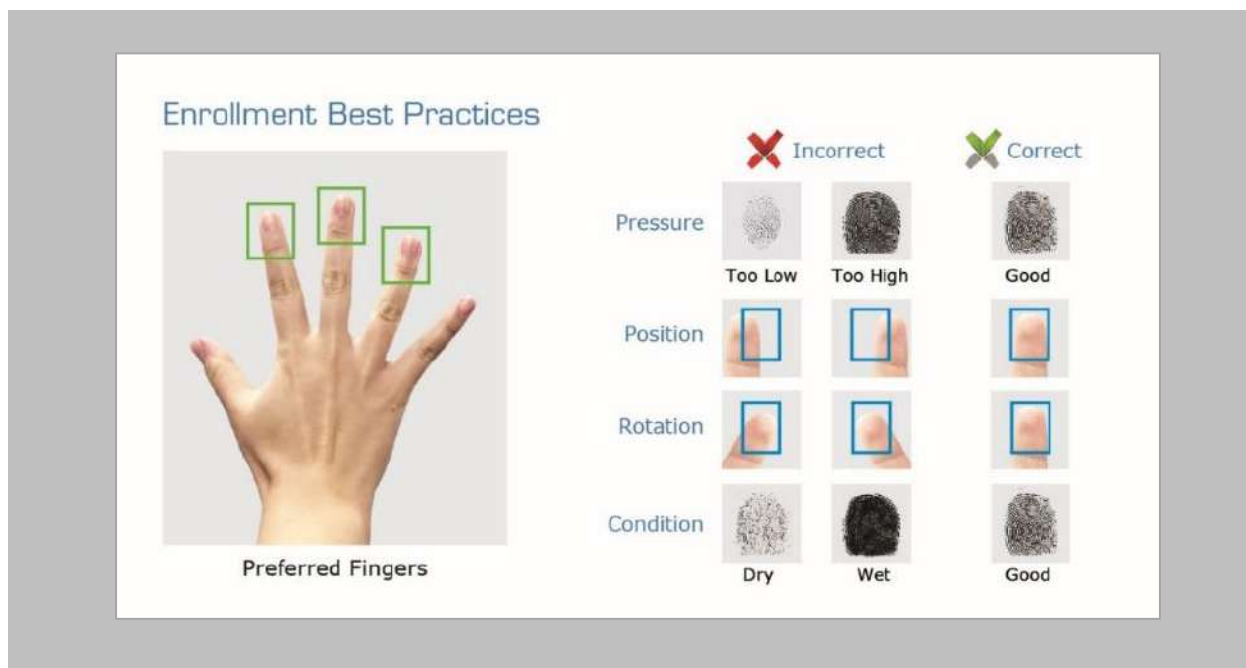 Enrollment Best Practices
Incorrect
Correct
Pressure
Too Low
Too High
Good
Position
Rotation
Condition
Dry
Wet
Good
Preferred Fingers